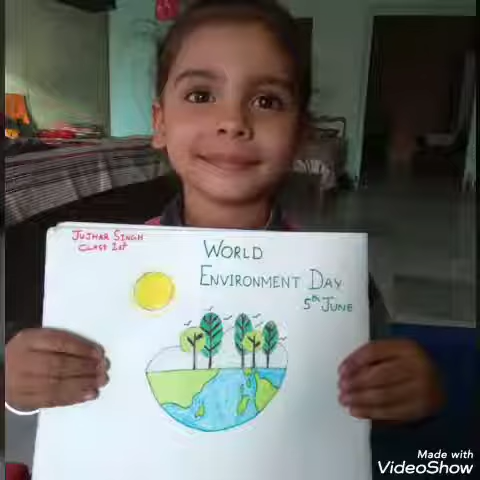 JUJHAR SINGH
CLASS 1st
WORLD
ENVIRONMENT DAY
5th JUNE
Made with
VideoShow